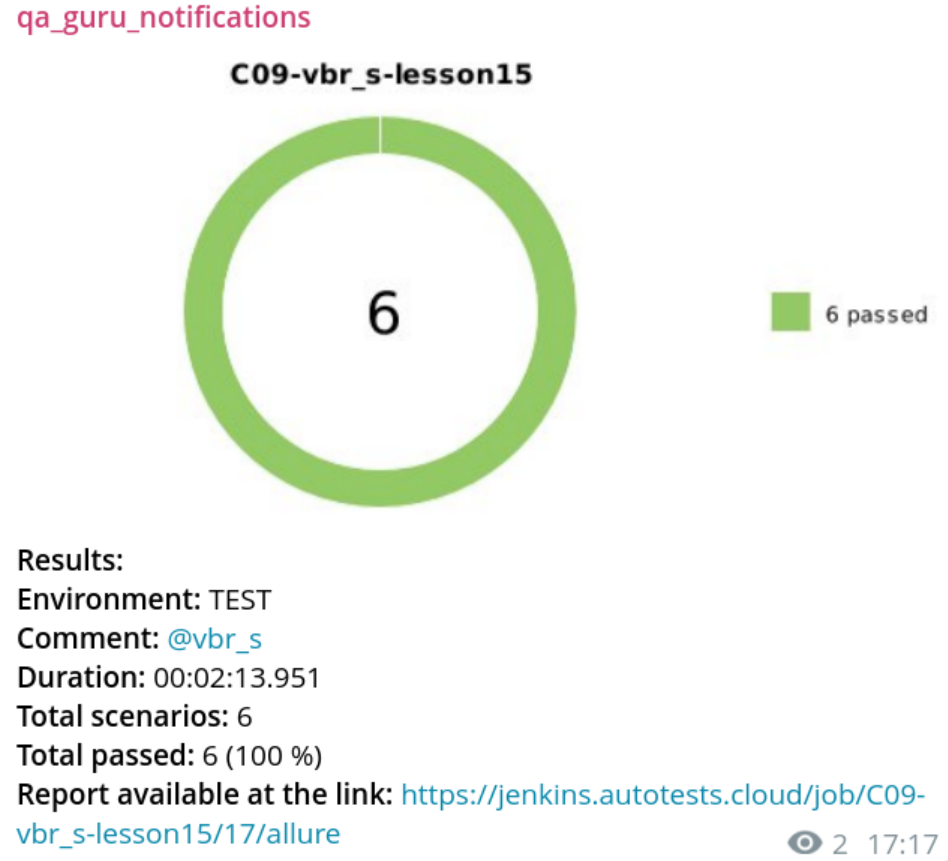 qa_guru_notifications
C09-vbr_s-lesson15
6
6 passed
Results:
Environment: TEST
Comment: @vbr_s
Duration: 00:02:13.951
Total scenarios: 6
Total passed: 6 (100 %)
Report available at the link: https://jenkins.autotests.cloud/job/C09-
vbr_s-lesson15/17/allure
2 17:17